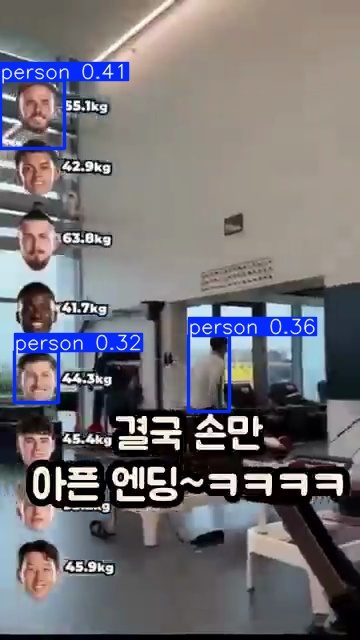 person 0.41
55.1kg
42.9kg
63.8kg
41.7kg
person 0.36
person 0.32
44.3kg
45.4kg
결국 손만
아픈 엔딩~ㅋㅋㅋㅋ
45.9kg